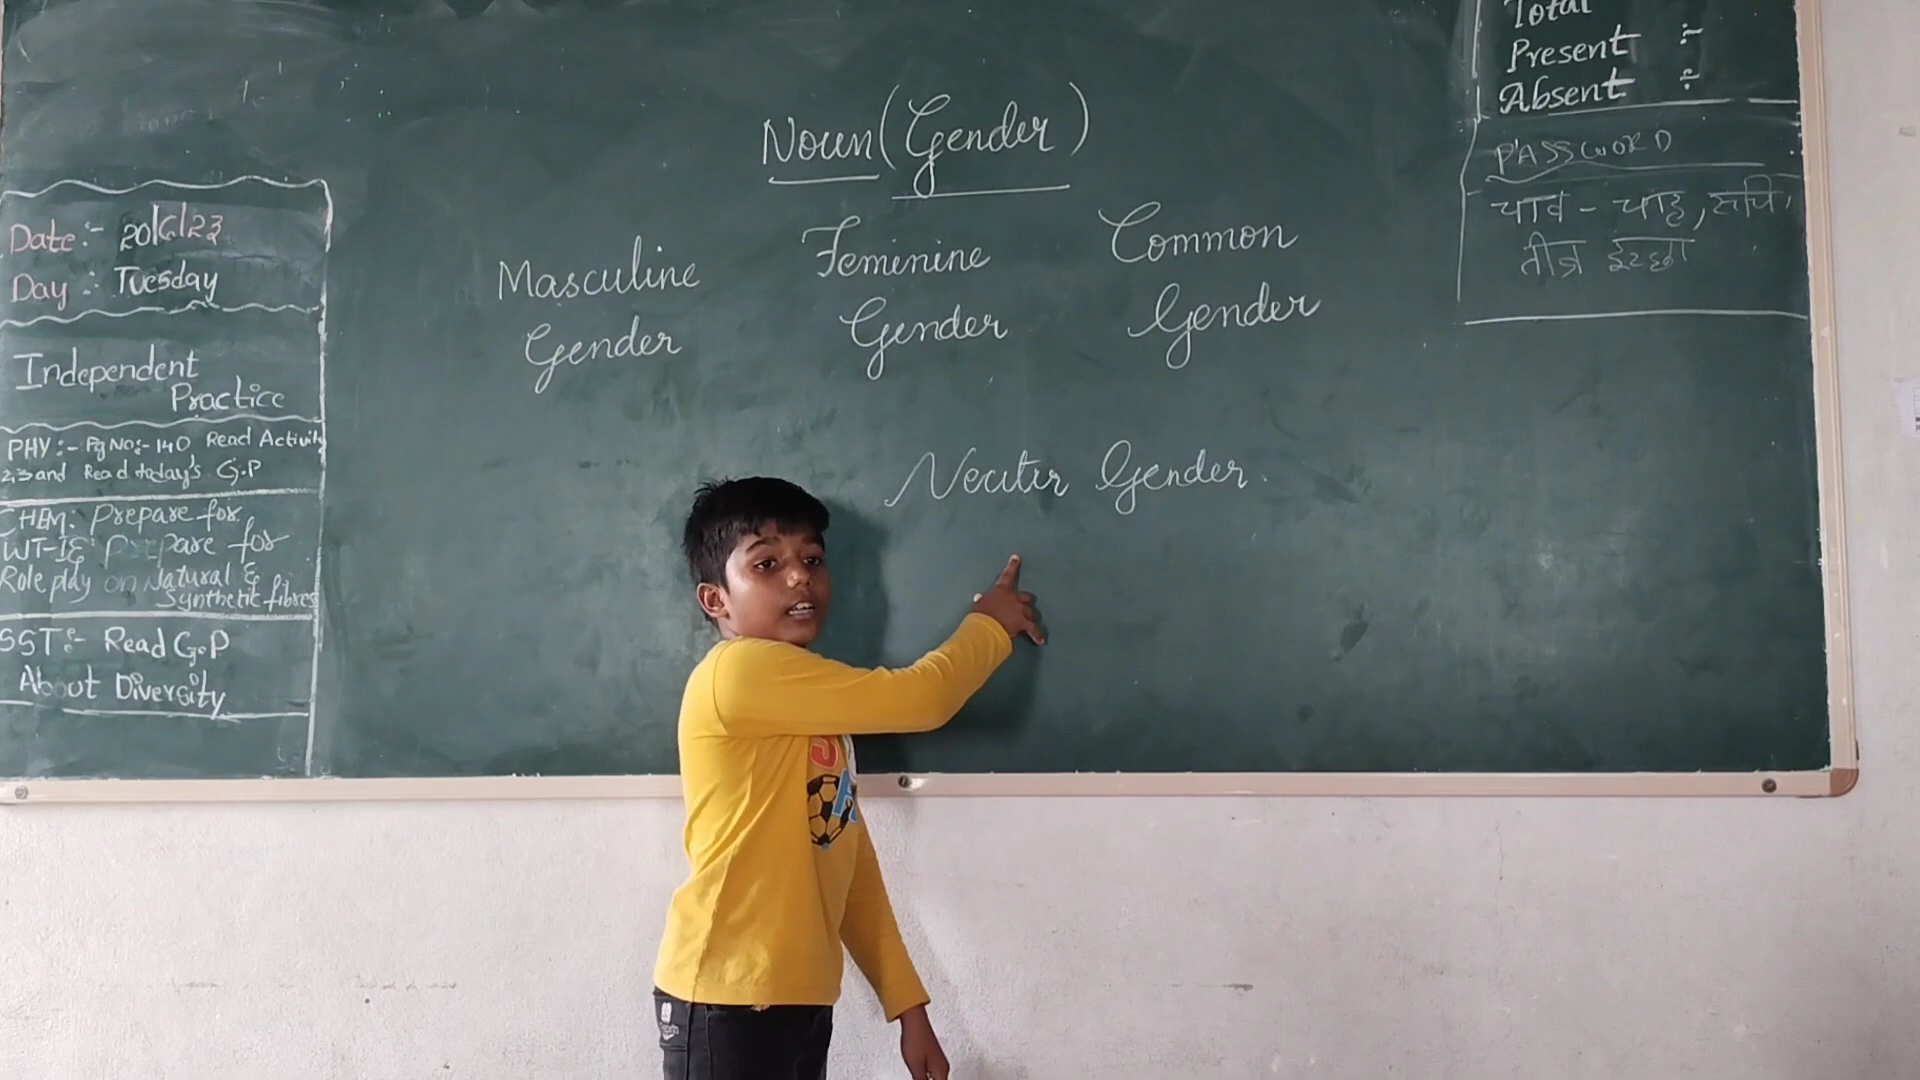 Date:- 20/6/23
Day :- Tuesday
Independent
Practice
PHY:- Pg No:- 140, Read Activity
2,3 and Read today's G.P
CHEM: Prepare for
WT-IE Prepare for
Role play on Natural &
Synthetic fibres
SST:- Read G.P
About Diversity
Noun (Gender)
Masculine
Gender
Feminine
Gender
Common
Gender
Neuter Gender.
Total
Present :-
Absent :
PASSWORD
चाव - चाह, रुचि,
तीव्र इच्छा